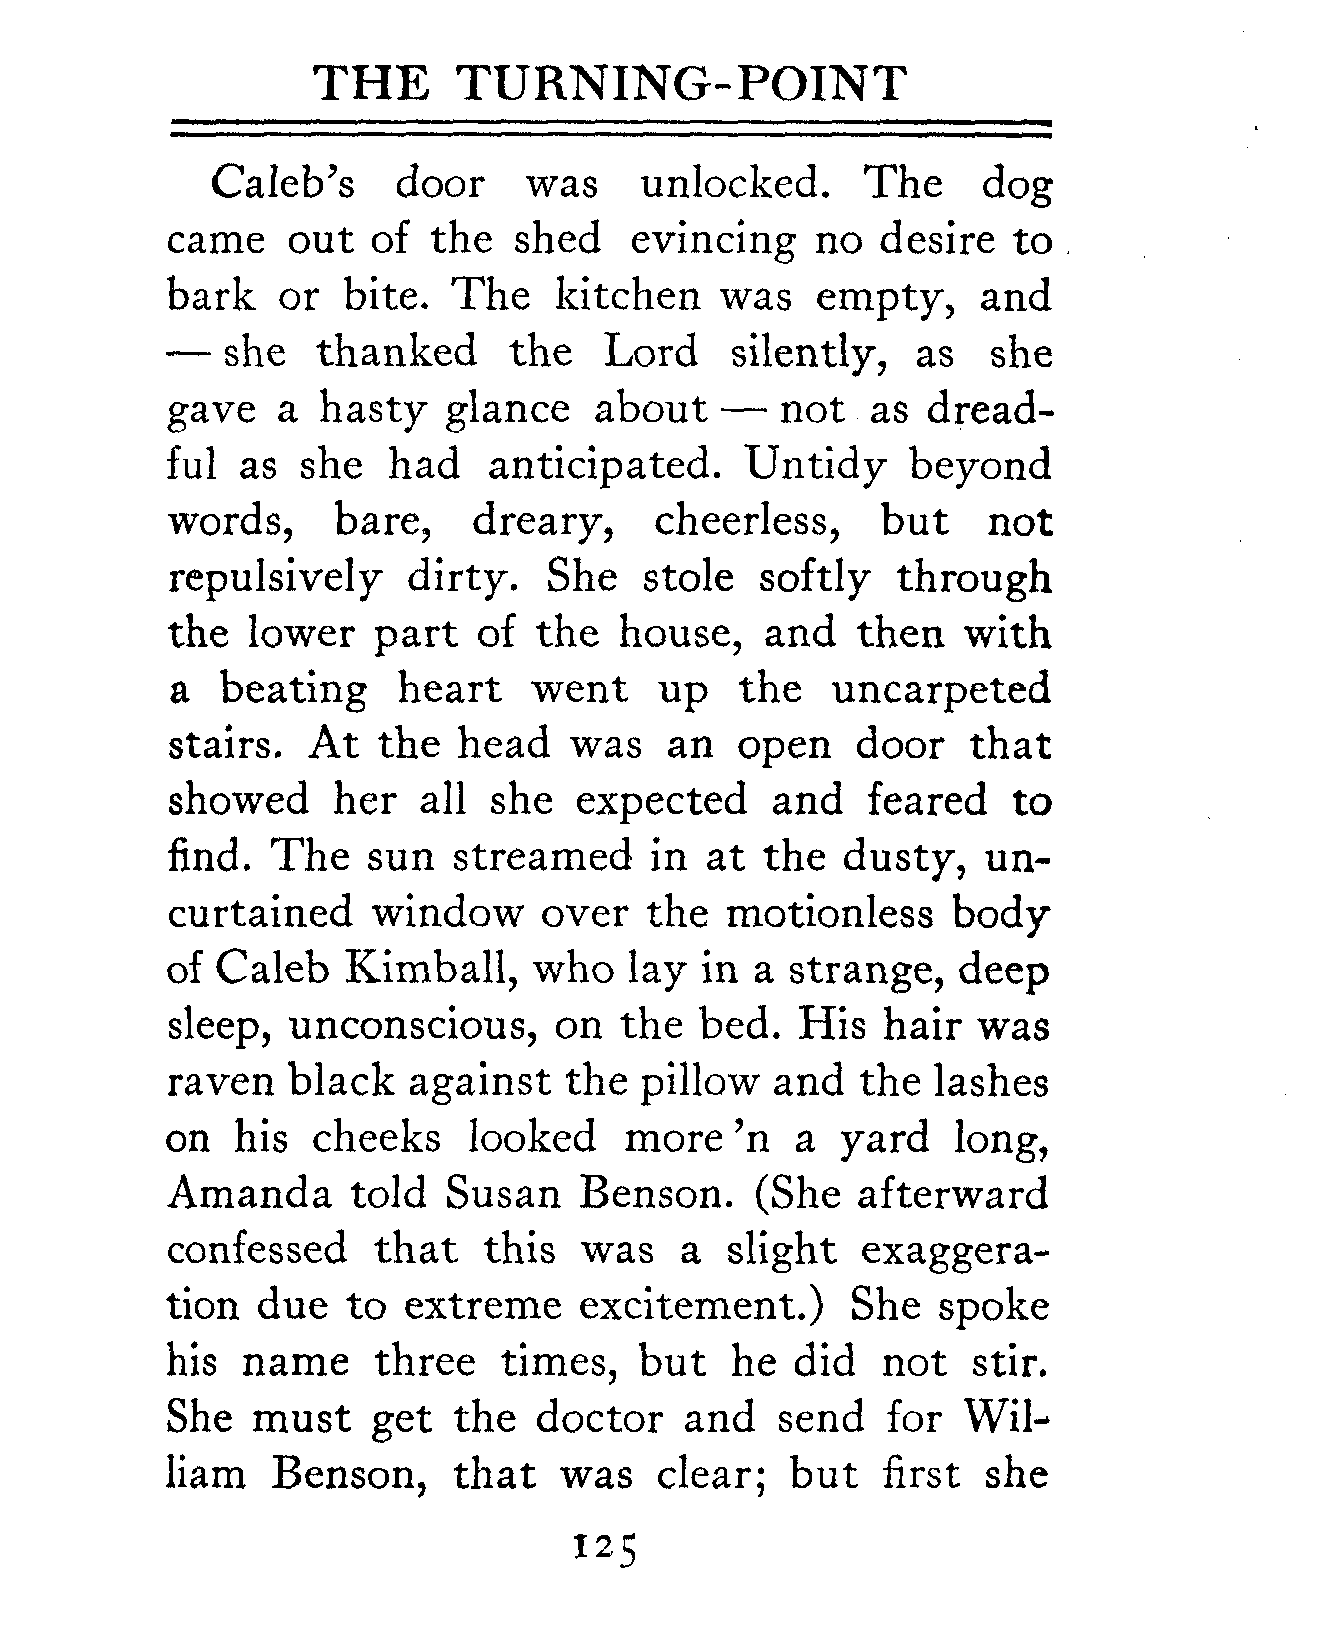 THE TURNING-POINT
Caleb's door was unlocked. The dog
came out of the shed evincing no desire to
bark or bite. The kitchen was empty, and
— she thanked the Lord silently, as she
gave a hasty glance about — not as dread-
ful as she had anticipated. Untidy beyond
words, bare, dreary, cheerless, but not
repulsively dirty. She stole softly through
the lower part of the house, and then with
a beating heart went up the uncarpeted
stairs. At the head was an open door that
showed her all she expected and feared to
find. The sun streamed in at the dusty, un-
curtained window over the motionless body
of Caleb Kimball, who lay in a strange, deep
sleep, unconscious, on the bed. His hair was
raven black against the pillow and the lashes
on his cheeks looked more 'n a yard long,
Amanda told Susan Benson. (She afterward
confessed that this was a slight exaggera-
tion due to extreme excitement.) She spoke
his name three times, but he did not stir.
She must get the doctor and send for Wil-
liam Benson, that was clear; but first she
125